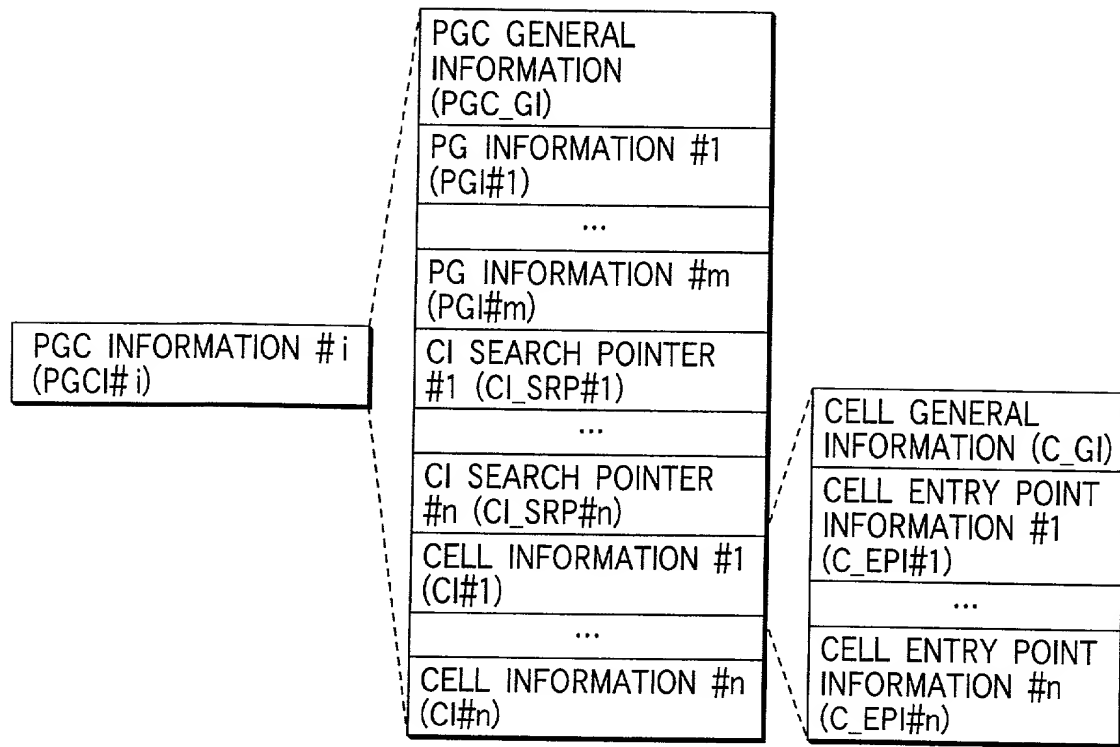 PGC INFORMATION #i
(PGCI#i)
PGC GENERAL
INFORMATION
(PGC_GI)
PG INFORMATION #1
(PGI#1)
...
PG INFORMATION #m
(PGI#m)
CI SEARCH POINTER
#1 (CI_SRP#1)
...
CI SEARCH POINTER
#n (CI_SRP#n)
CELL INFORMATION #1
(CI#1)
...
CELL INFORMATION #n
(CI#n)
CELL GENERAL
INFORMATION (C_GI)
CELL ENTRY POINT
INFORMATION #1
(C_EPI#1)
...
CELL ENTRY POINT
INFORMATION #n
(C_EPI#n)